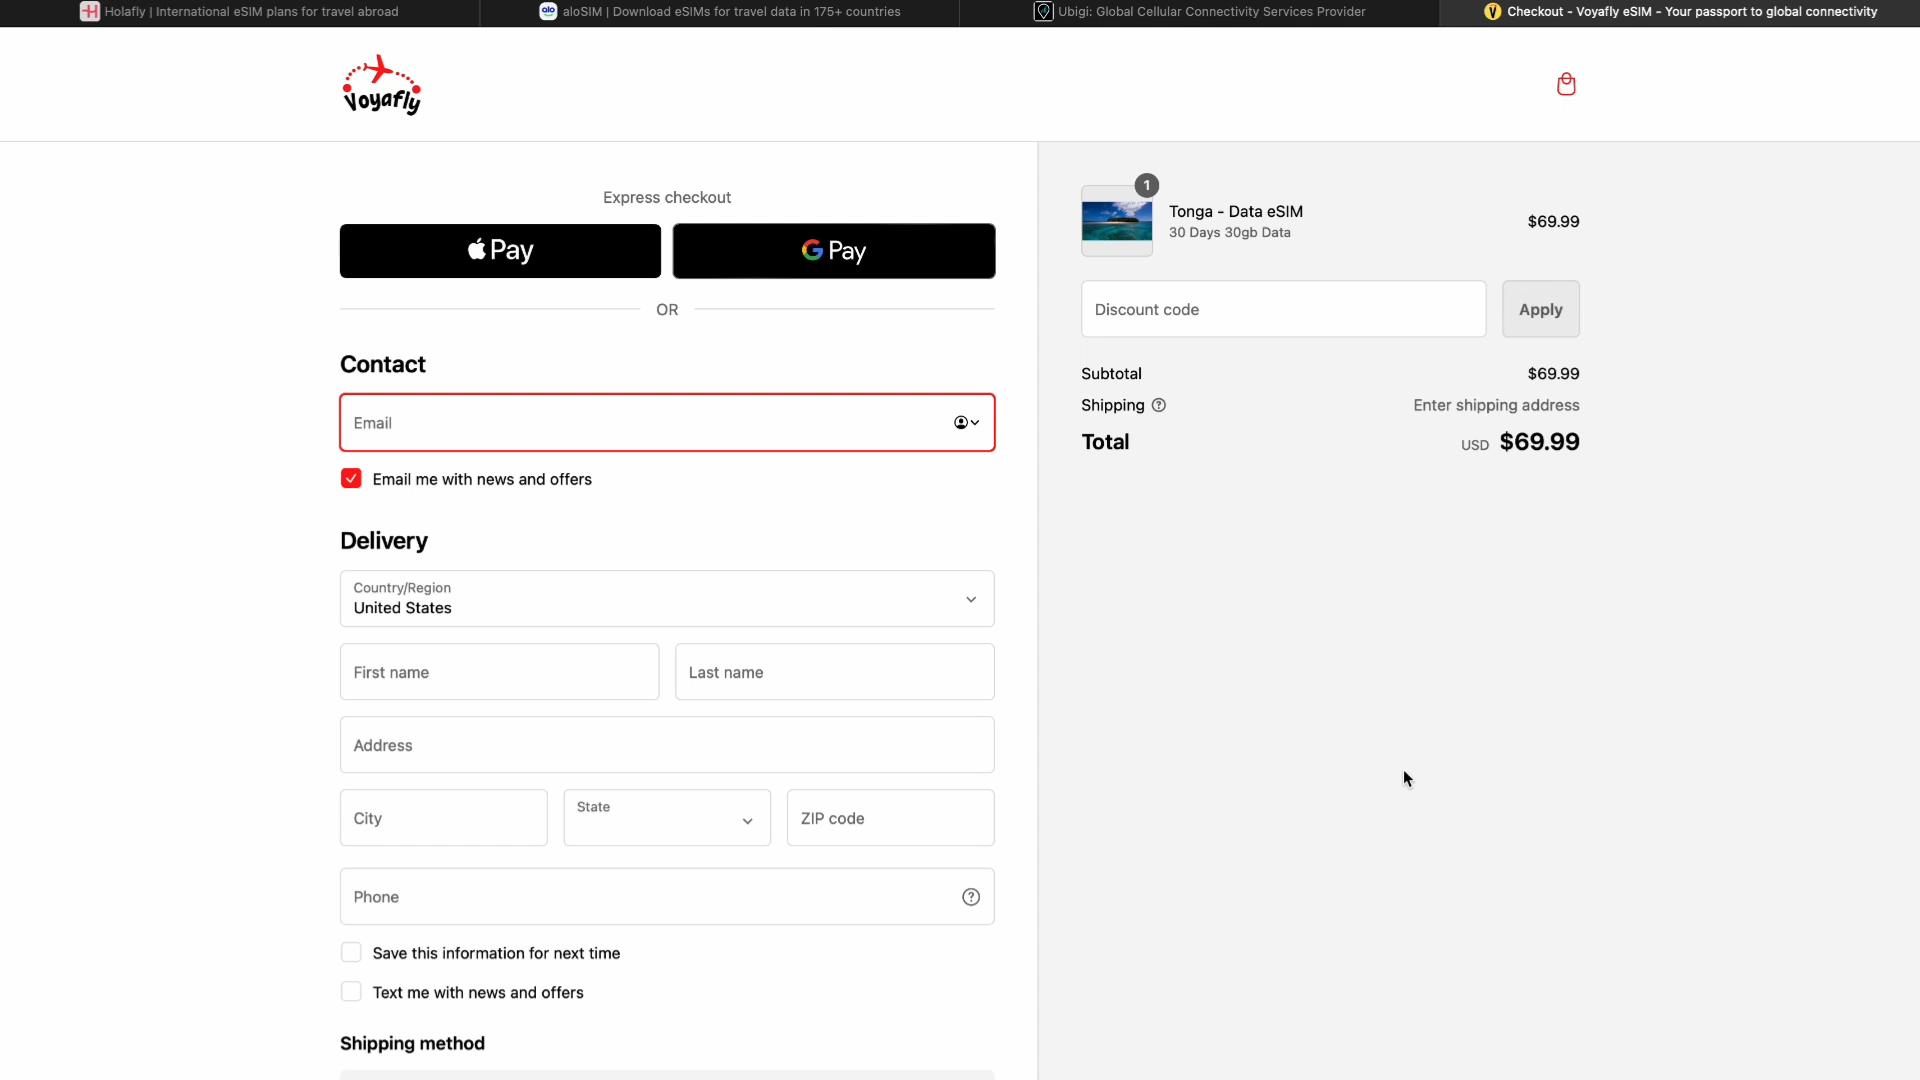 Holafly | International eSIM plans for travel abroad
alo
aloSIM | Download eSIMs for travel data in 175+ countries
Ubigi: Global Cellular Connectivity Services Provider
Checkout - Voyafly eSIM - Your passport to global connectivity
Voyafly
Express checkout
Pay
G Pay
OR
Contact
Email
Email me with news and offers
Delivery
Country/Region
United States
First name
Last name
Address
City
State
ZIP code
Phone
Save this information for next time
Text me with news and offers
Shipping method
1
Tonga - Data eSIM
30 Days 30gb Data
$69.99
Discount code
Apply
Subtotal
$69.99
Shipping
Enter shipping address
Total
USD $69.99